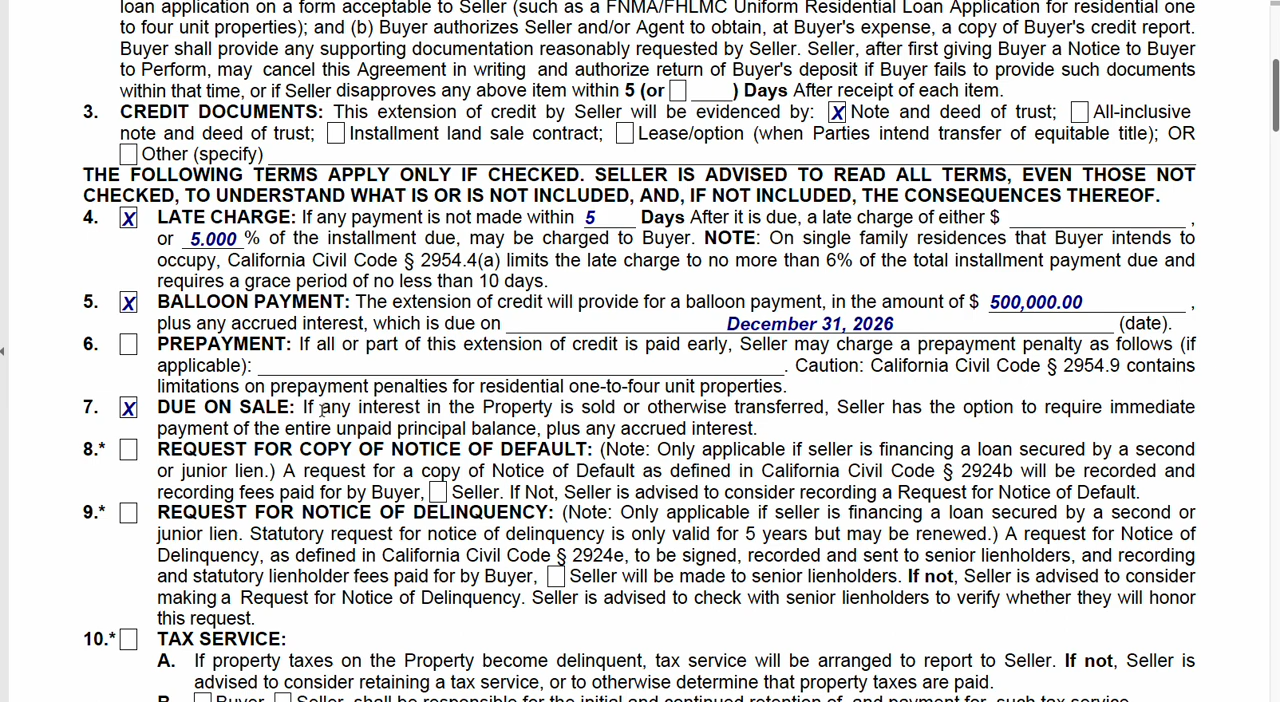 loan application on a form acceptable to Seller (such as a FNMA/FHLMC Uniform Residential Loan Application for residential one
to four unit properties); and (b) Buyer authorizes Seller and/or Agent to obtain, at Buyer's expense, a copy of Buyer's credit report.
Buyer shall provide any supporting documentation reasonably requested by Seller. Seller, after first giving Buyer a Notice to Buyer
to Perform, may cancel this Agreement in writing and authorize return of Buyer's deposit if Buyer fails to provide such documents
within that time, or if Seller disapproves any above item within 5 (or ☐ ____) Days After receipt of each item.
3. CREDIT DOCUMENTS: This extension of credit by Seller will be evidenced by: X Note and deed of trust; ☐ All-inclusive
note and deed of trust; ☐ Installment land sale contract; ☐ Lease/option (when Parties intend transfer of equitable title); OR
☐ Other (specify)
THE FOLLOWING TERMS APPLY ONLY IF CHECKED. SELLER IS ADVISED TO READ ALL TERMS, EVEN THOSE NOT
CHECKED, TO UNDERSTAND WHAT IS OR IS NOT INCLUDED, AND, IF NOT INCLUDED, THE CONSEQUENCES THEREOF.
4. X LATE CHARGE: If any payment is not made within 5 Days After it is due, a late charge of either $ ____ ,
or 5.000 % of the installment due, may be charged to Buyer. NOTE: On single family residences that Buyer intends to
occupy, California Civil Code § 2954.4(a) limits the late charge to no more than 6% of the total installment payment due and
requires a grace period of no less than 10 days.
5. X BALLOON PAYMENT: The extension of credit will provide for a balloon payment, in the amount of $ 500,000.00 ,
plus any accrued interest, which is due on December 31, 2026 (date).
6. ☐ PREPAYMENT: If all or part of this extension of credit is paid early, Seller may charge a prepayment penalty as follows (if
applicable): ____. Caution: California Civil Code § 2954.9 contains
limitations on prepayment penalties for residential one-to-four unit properties.
7. X DUE ON SALE: If any interest in the Property is sold or otherwise transferred, Seller has the option to require immediate
payment of the entire unpaid principal balance, plus any accrued interest.
8.* ☐ REQUEST FOR COPY OF NOTICE OF DEFAULT: (Note: Only applicable if seller is financing a loan secured by a second
or junior lien.) A request for a copy of Notice of Default as defined in California Civil Code § 2924b will be recorded and
recording fees paid for by Buyer, ☐ Seller. If Not, Seller is advised to consider recording a Request for Notice of Default.
9.* ☐ REQUEST FOR NOTICE OF DELINQUENCY: (Note: Only applicable if seller is financing a loan secured by a second or
junior lien. Statutory request for notice of delinquency is only valid for 5 years but may be renewed.) A request for Notice of
Delinquency, as defined in California Civil Code § 2924e, to be signed, recorded and sent to senior lienholders, and recording
and statutory lienholder fees paid for by Buyer, ☐ Seller will be made to senior lienholders. If not, Seller is advised to consider
making a Request for Notice of Delinquency. Seller is advised to check with senior lienholders to verify whether they will honor
this request.
10.* ☐ TAX SERVICE:
A. If property taxes on the Property become delinquent, tax service will be arranged to report to Seller. If not, Seller is
advised to consider retaining a tax service, or to otherwise determine that property taxes are paid.
B. ☐ Buyer, ☐ Seller, shall be responsible for the initial and continued retention of, and payment for, such tax service.